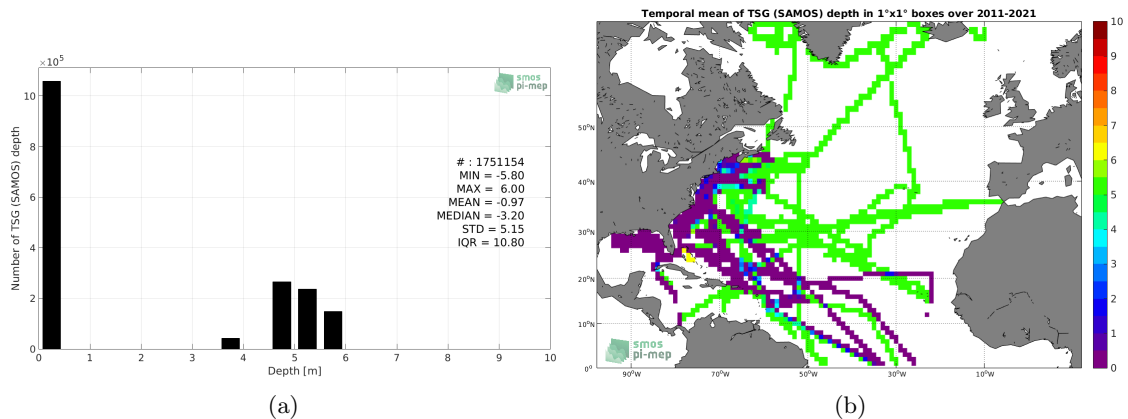 ×10⁵
10
8
6
4
2
0
Number of TSG (SAMOS) depth
smos
pi-mep
# : 1751154
MIN = -5.80
MAX = 6.00
MEAN = -0.97
MEDIAN = -3.20
STD = 5.15
IQR = 10.80
0 1 2 3 4 5 6 7 8 9 10
Depth [m]
(a)
Temporal mean of TSG (SAMOS) depth in 1°x1° boxes over 2011-2021
50°N
40°N
30°N
20°N
10°N
0°
90°W 70°W 50°W 30°W 10°W
smos
pi-mep
10
9
8
7
6
5
4
3
2
1
0
(b)